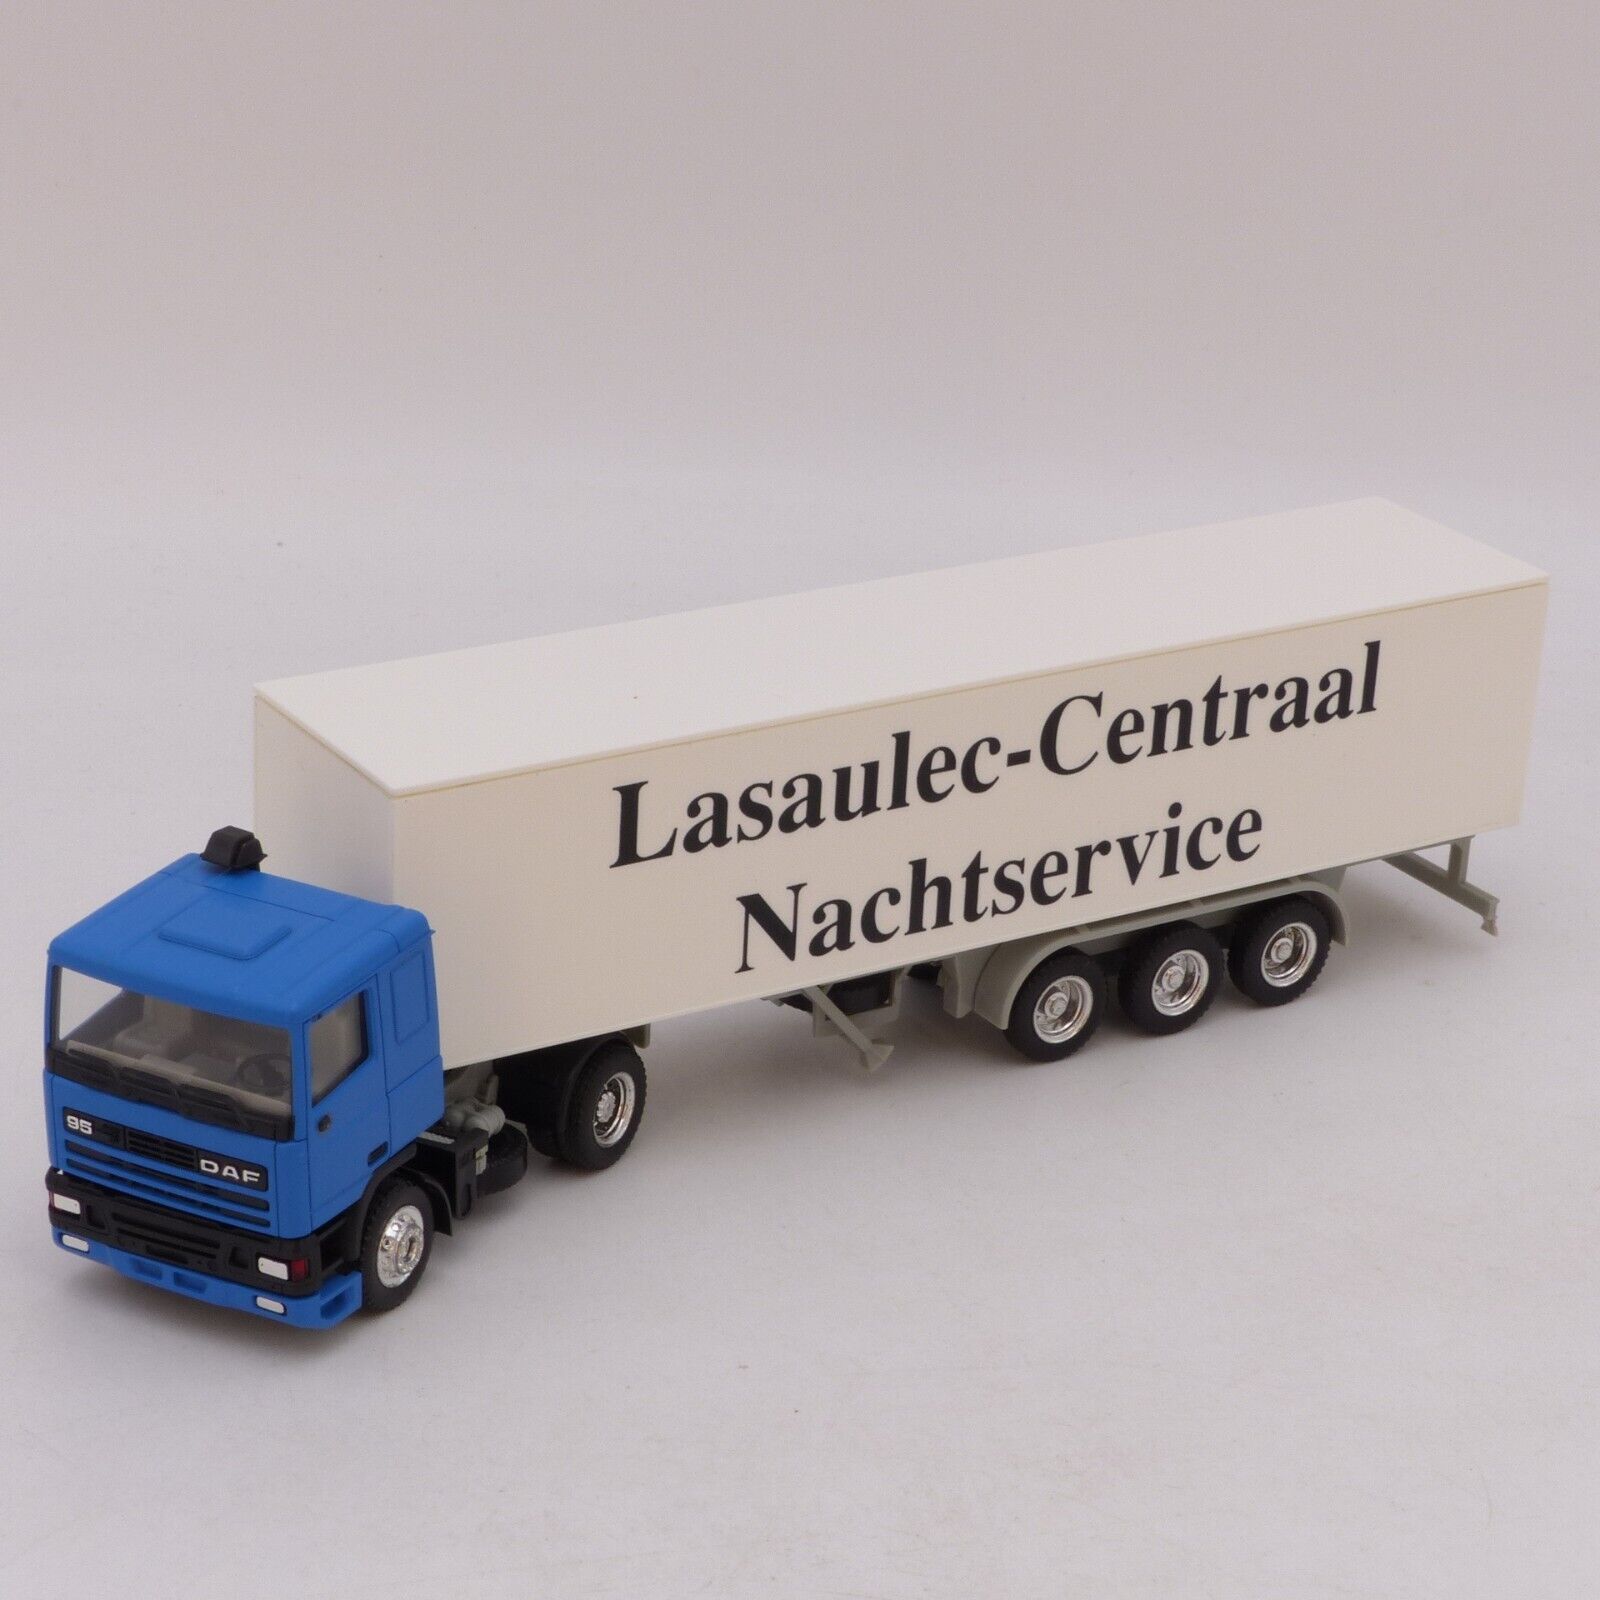 Lasaulec-Centraal
Nachtservice
95
DAF